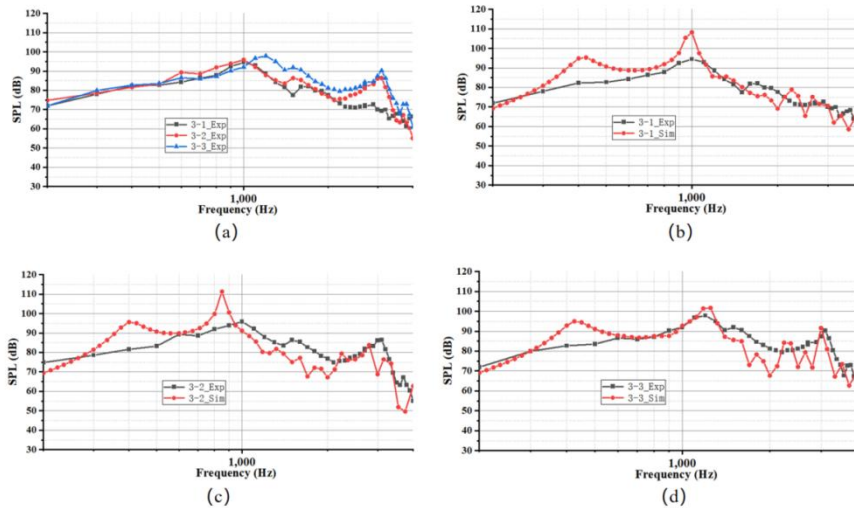 120
110
100
90
80
70
60
50
40
30
SPL (dB)
3-1_Exp
3-2_Exp
3-3_Exp
1,000
Frequency (Hz)
(a)
120
110
100
90
80
70
60
50
40
30
SPL (dB)
3-1_Exp
3-1_Sim
1,000
Frequency (Hz)
(b)
120
110
100
90
80
70
60
50
40
30
SPL (dB)
3-2_Exp
3-2_Sim
1,000
Frequency (Hz)
(c)
120
110
100
90
80
70
60
50
40
30
SPL (dB)
3-3_Exp
3-3_Sim
1,000
Frequency (Hz)
(d)